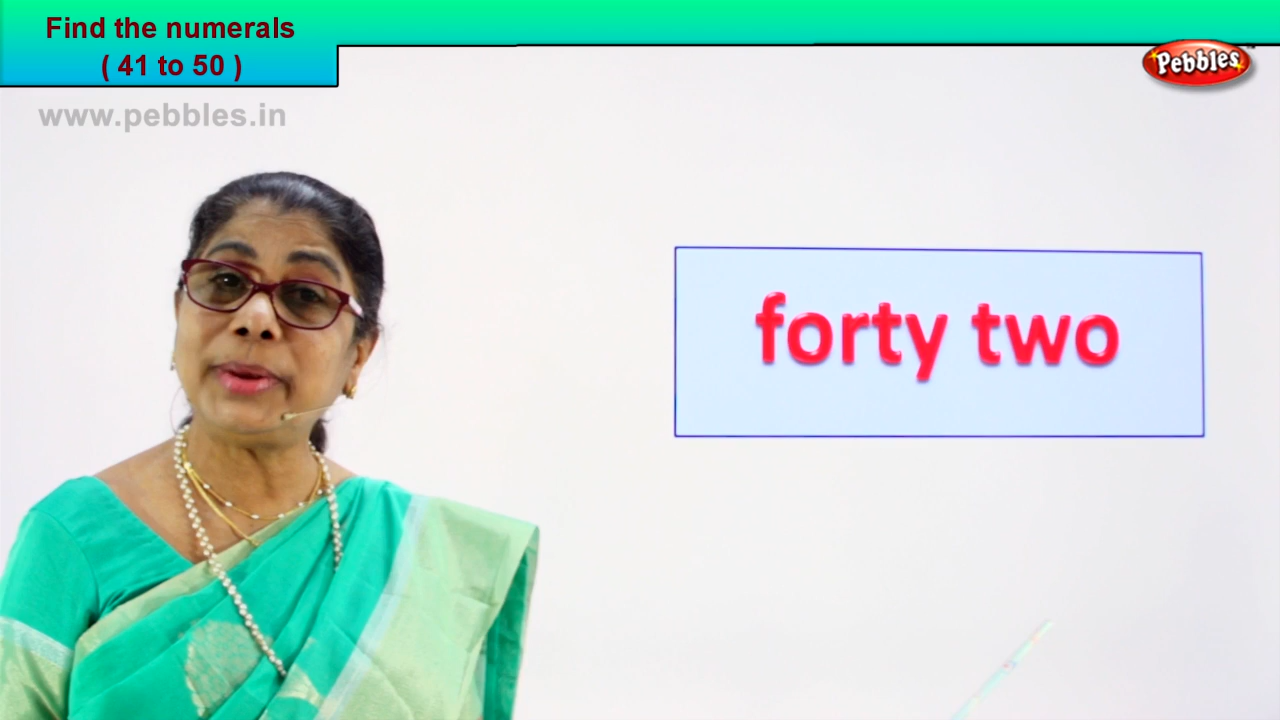 Find the numerals
( 41 to 50 )
Pebbles
www.pebbles.in
forty two